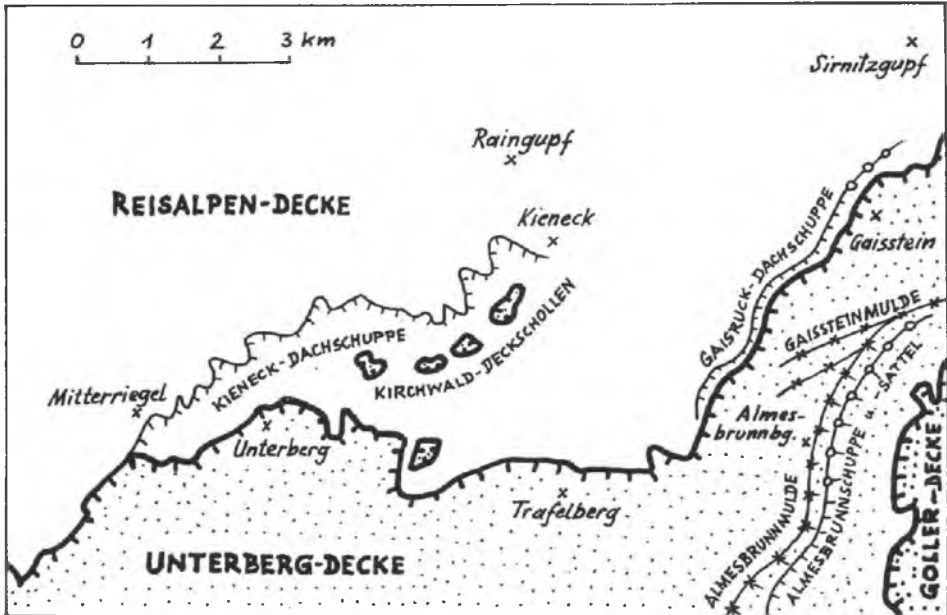 0 1 2 3 km
Sirnitzgupf
Raingupf
REISALPEN-DECKE
Kieneck
GAISRUCK-DACHSCHUPPE
Gaisstein
GAISSTEINMULDE
KIENECK-DACHSCHUPPE
KIRCHWALD-DECKSCHOLLEN
Mitterriegel
Unterberg
Almes-
brunnbg.
Trafelberg
ALMESBRUNNMULDE
ALMESBRUNNSCHUPPE u. -SATTEL
GÖLLER-DECKE
UNTERBERG-DECKE